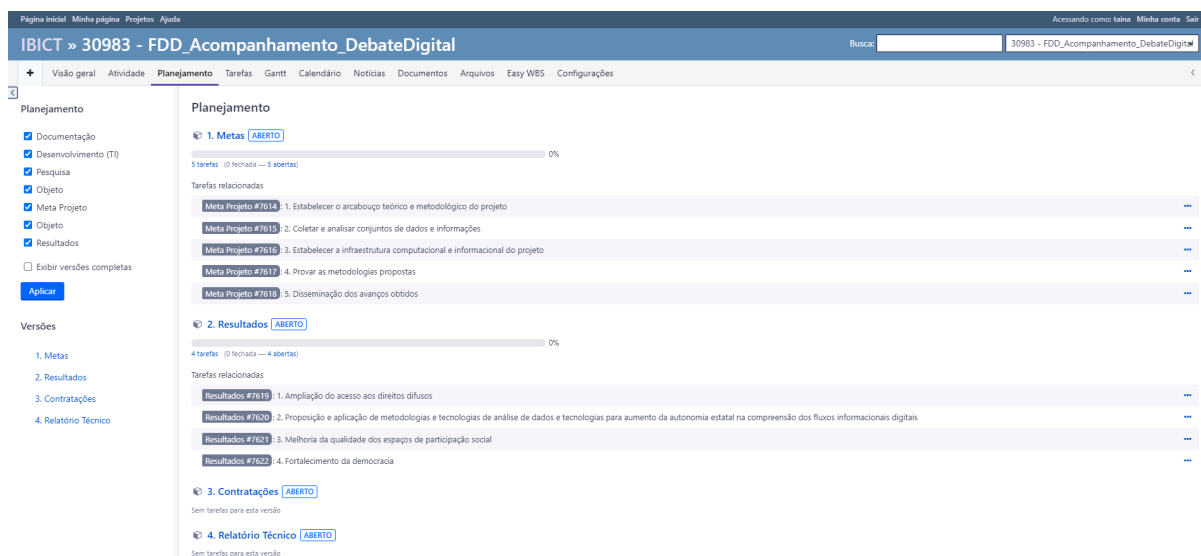 Página inicial Minha página Projetos Ajuda
Acessando como: taina Minha conta Sair
IBICT » 30983 - FDD_Acompanhamento_DebateDigital
Busca:
30983 - FDD_Acompanhamento_DebateDigital
+ Visão geral Atividade Planejamento Tarefas Gantt Calendário Notícias Documentos Arquivos Easy WBS Configurações
Planejamento
Documentação
Desenvolvimento (TI)
Pesquisa
Objeto
Meta Projeto
Objeto
Resultados
Exibir versões completas
Aplicar
Versões
1. Metas
2. Resultados
3. Contratações
4. Relatório Técnico
Planejamento
1. Metas ABERTO
0%
5 tarefas (0 fechada — 5 abertas)
Tarefas relacionadas
Meta Projeto #7614 : 1. Estabelecer o arcabouço teórico e metodológico do projeto
Meta Projeto #7615 : 2. Coletar e analisar conjuntos de dados e informações
Meta Projeto #7616 : 3. Estabelecer a infraestrutura computacional e informacional do projeto
Meta Projeto #7617 : 4. Provar as metodologias propostas
Meta Projeto #7618 : 5. Disseminação dos avanços obtidos
2. Resultados ABERTO
0%
4 tarefas (0 fechada — 4 abertas)
Tarefas relacionadas
Resultados #7619 : 1. Ampliação do acesso aos direitos difusos
Resultados #7620 : 2. Proposição e aplicação de metodologias e tecnologias de análise de dados e tecnologias para aumento da autonomia estatal na compreensão dos fluxos informacionais digitais
Resultados #7621 : 3. Melhoria da qualidade dos espaços de participação social
Resultados #7622 : 4. Fortalecimento da democracia
3. Contratações ABERTO
Sem tarefas para esta versão
4. Relatório Técnico ABERTO
Sem tarefas para esta versão